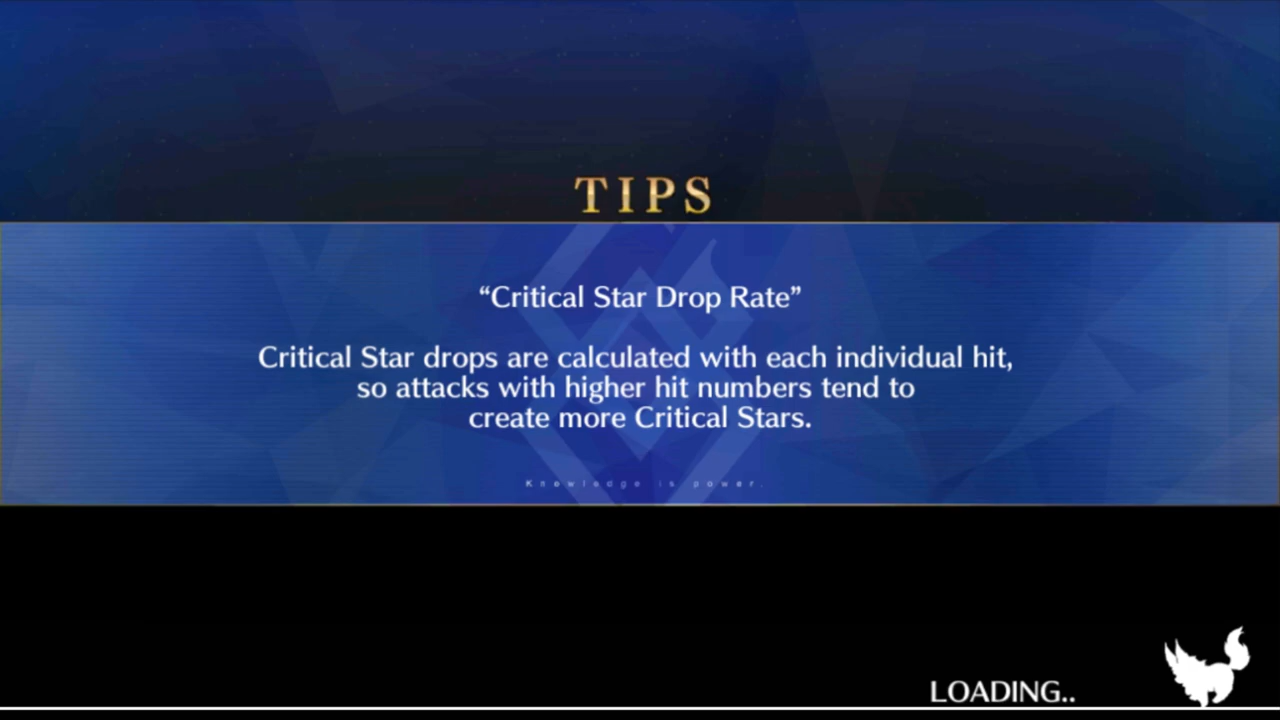 TIPS
“Critical Star Drop Rate”
Critical Star drops are calculated with each individual hit,
so attacks with higher hit numbers tend to
create more Critical Stars.
Knowledge is power.
LOADING..